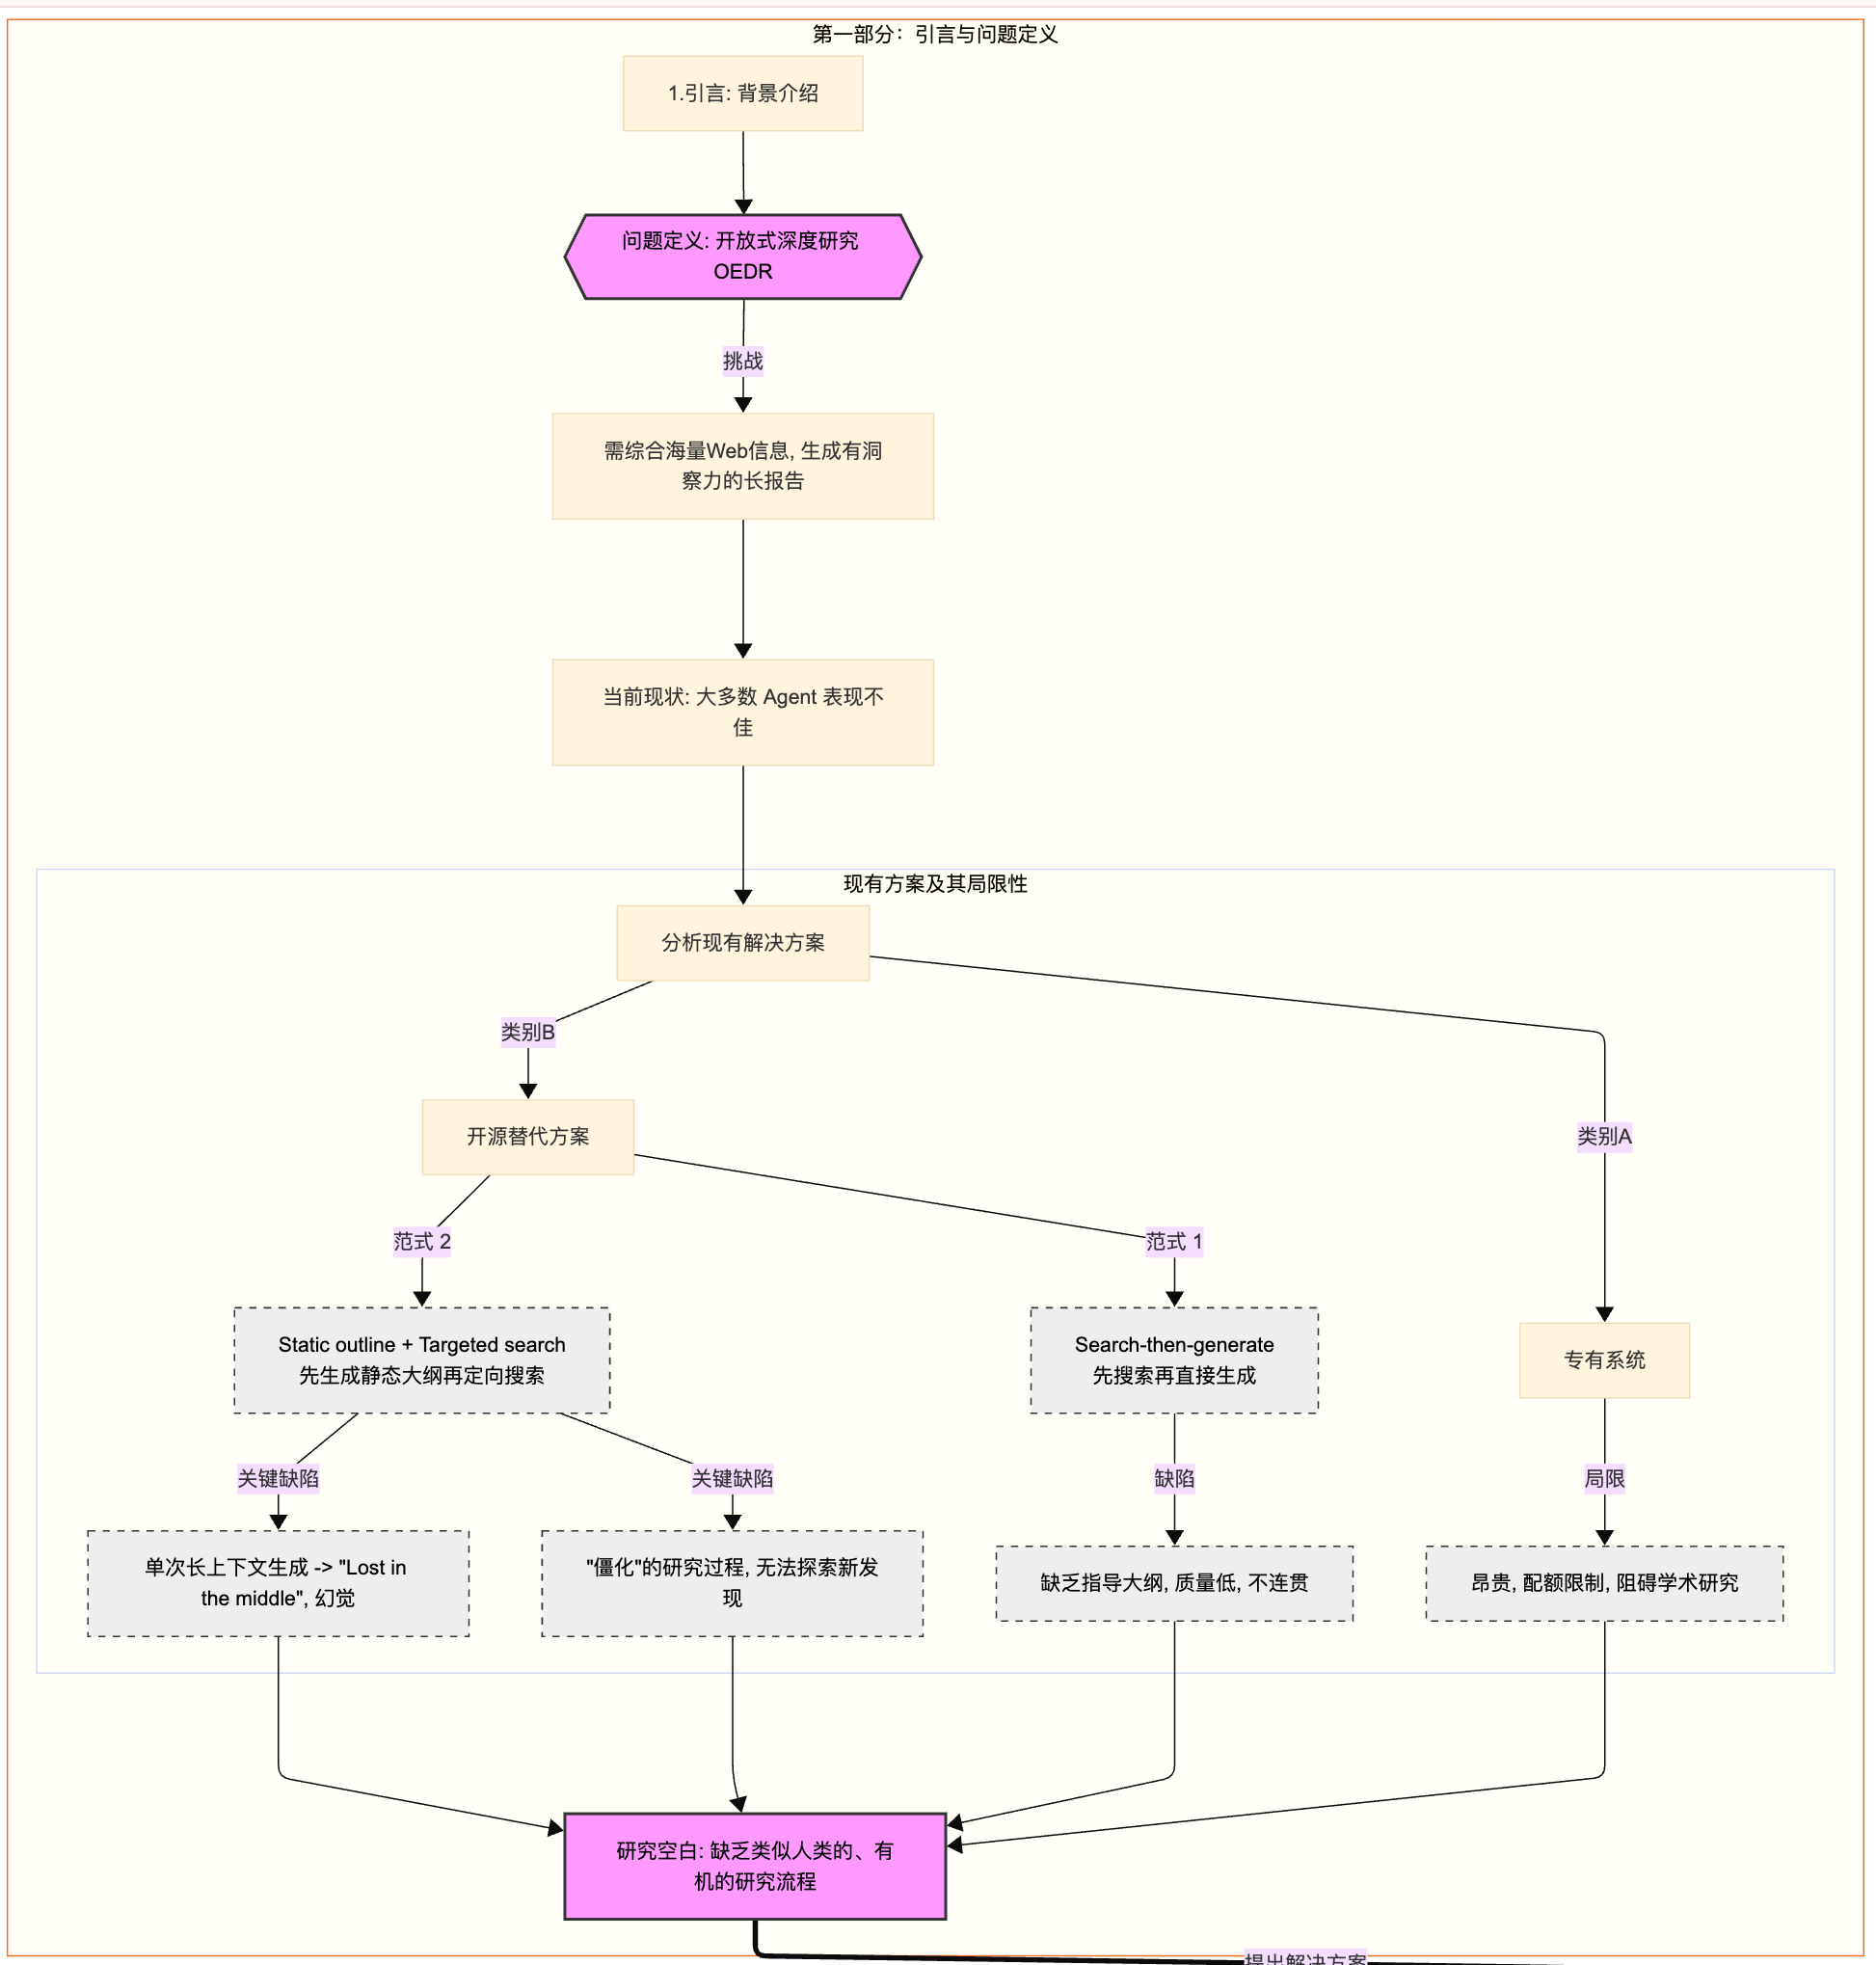 第一部分：引言与问题定义
1.引言: 背景介绍
问题定义: 开放式深度研究
OEDR
挑战
需综合海量Web信息, 生成有洞
察力的长报告
当前现状: 大多数 Agent 表现不
佳
现有方案及其局限性
分析现有解决方案
类别B
开源替代方案
类别A
范式 2
范式 1
Static outline + Targeted search
先生成静态大纲再定向搜索
Search-then-generate
先搜索再直接生成
专有系统
关键缺陷
关键缺陷
缺陷
局限
单次长上下文生成 -> "Lost in
the middle", 幻觉
"僵化"的研究过程, 无法探索新发
现
缺乏指导大纲, 质量低, 不连贯
昂贵, 配额限制, 阻碍学术研究
研究空白: 缺乏类似人类的、有
机的研究流程
提出解决方案